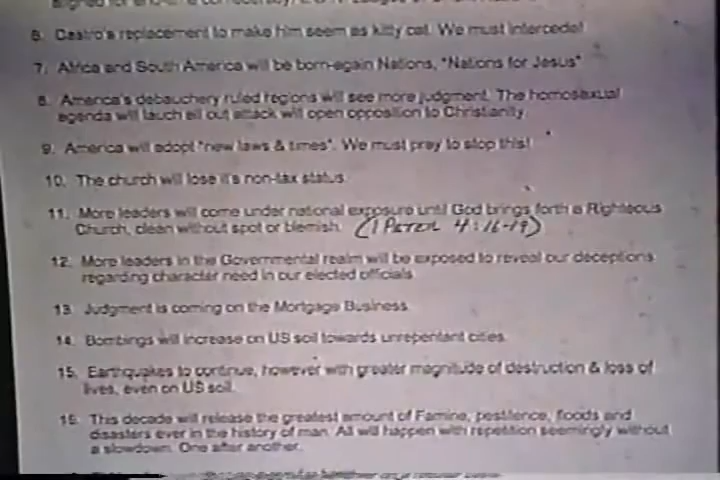 6. Castro's replacement to make him seem as kitty cat. We must intercede!
7. Africa and South America will be born-again Nations, "Nations for Jesus"
8. America's debauchery ruled regions will see more judgment. The homosexual
agenda will lauch all out attack will open opposition to Christianity.
9. America will adopt "new laws & times". We must pray to stop this!
10. The church will lose it's non-tax status.
11. More leaders will come under national exposure until God brings forth a Righteous
Church, clean without spot or blemish. (1 PETER 4:16-19)
12. More leaders in the Governmental realm will be exposed to reveal our deceptions
regarding character need in our elected officials.
13. Judgment is coming on the Mortgage Business.
14. Bombings will increase on US soil towards unrepentant cities.
15. Earthquakes to continue, however with greater magnitude of destruction & loss of
lives, even on US soil.
16. This decade will release the greatest amount of Famine, pestilence, floods and
disasters ever in the history of man. All will happen with repetition seemingly without
a slowdown. One after another.